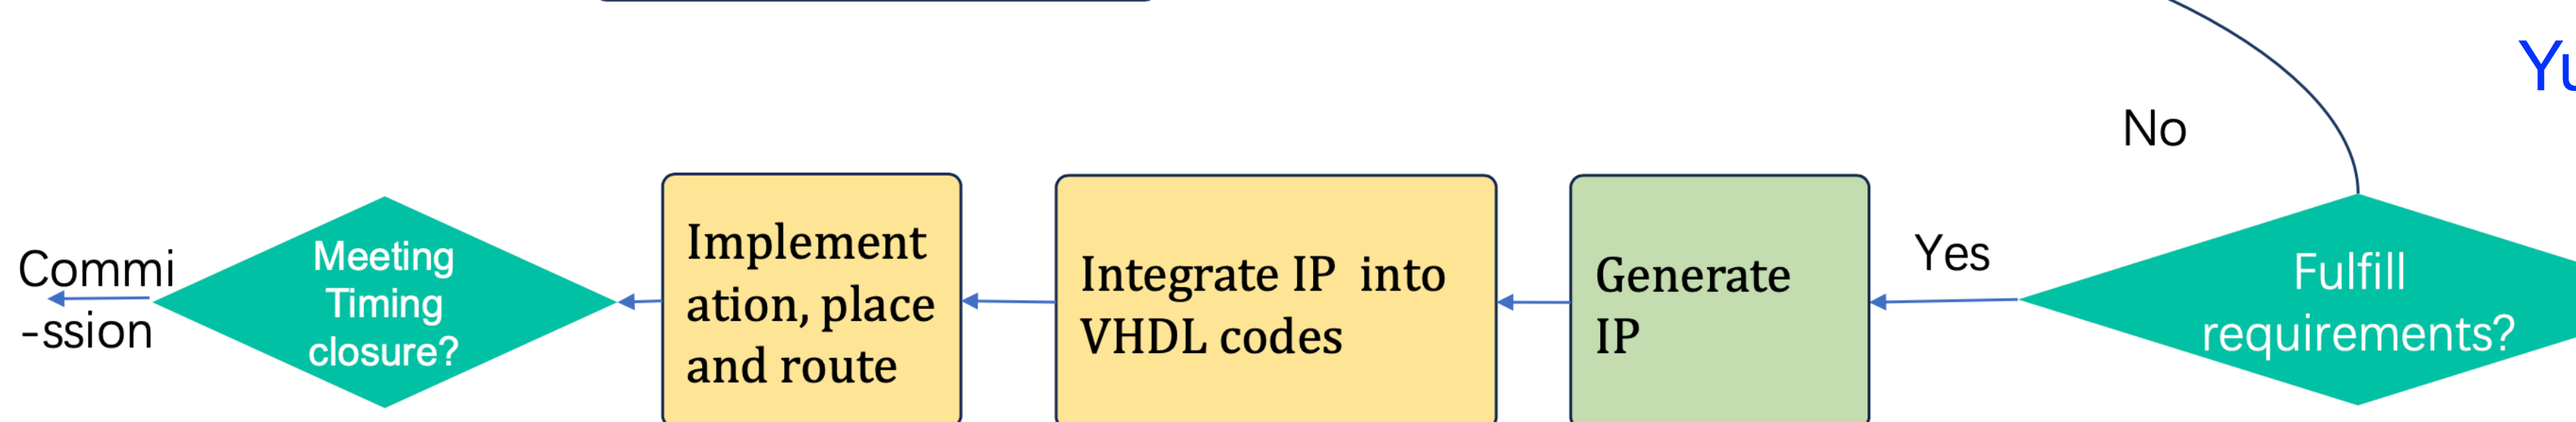 Yu
No
Commi
-ssion
Meeting
Timing
closure?
Implement
ation, place
and route
Integrate IP into
VHDL codes
Generate
IP
Yes
Fulfill
requirements?